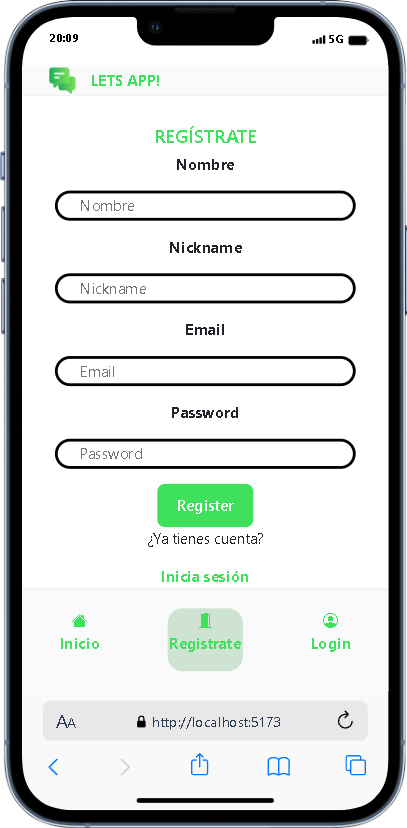 20:09
5G
LETS APP!
REGÍSTRATE
Nombre
Nombre
Nickname
Nickname
Email
Email
Password
Password
Register
¿Ya tienes cuenta?
Inicia sesión
Inicio Registrate Login
AA http://localhost:5173